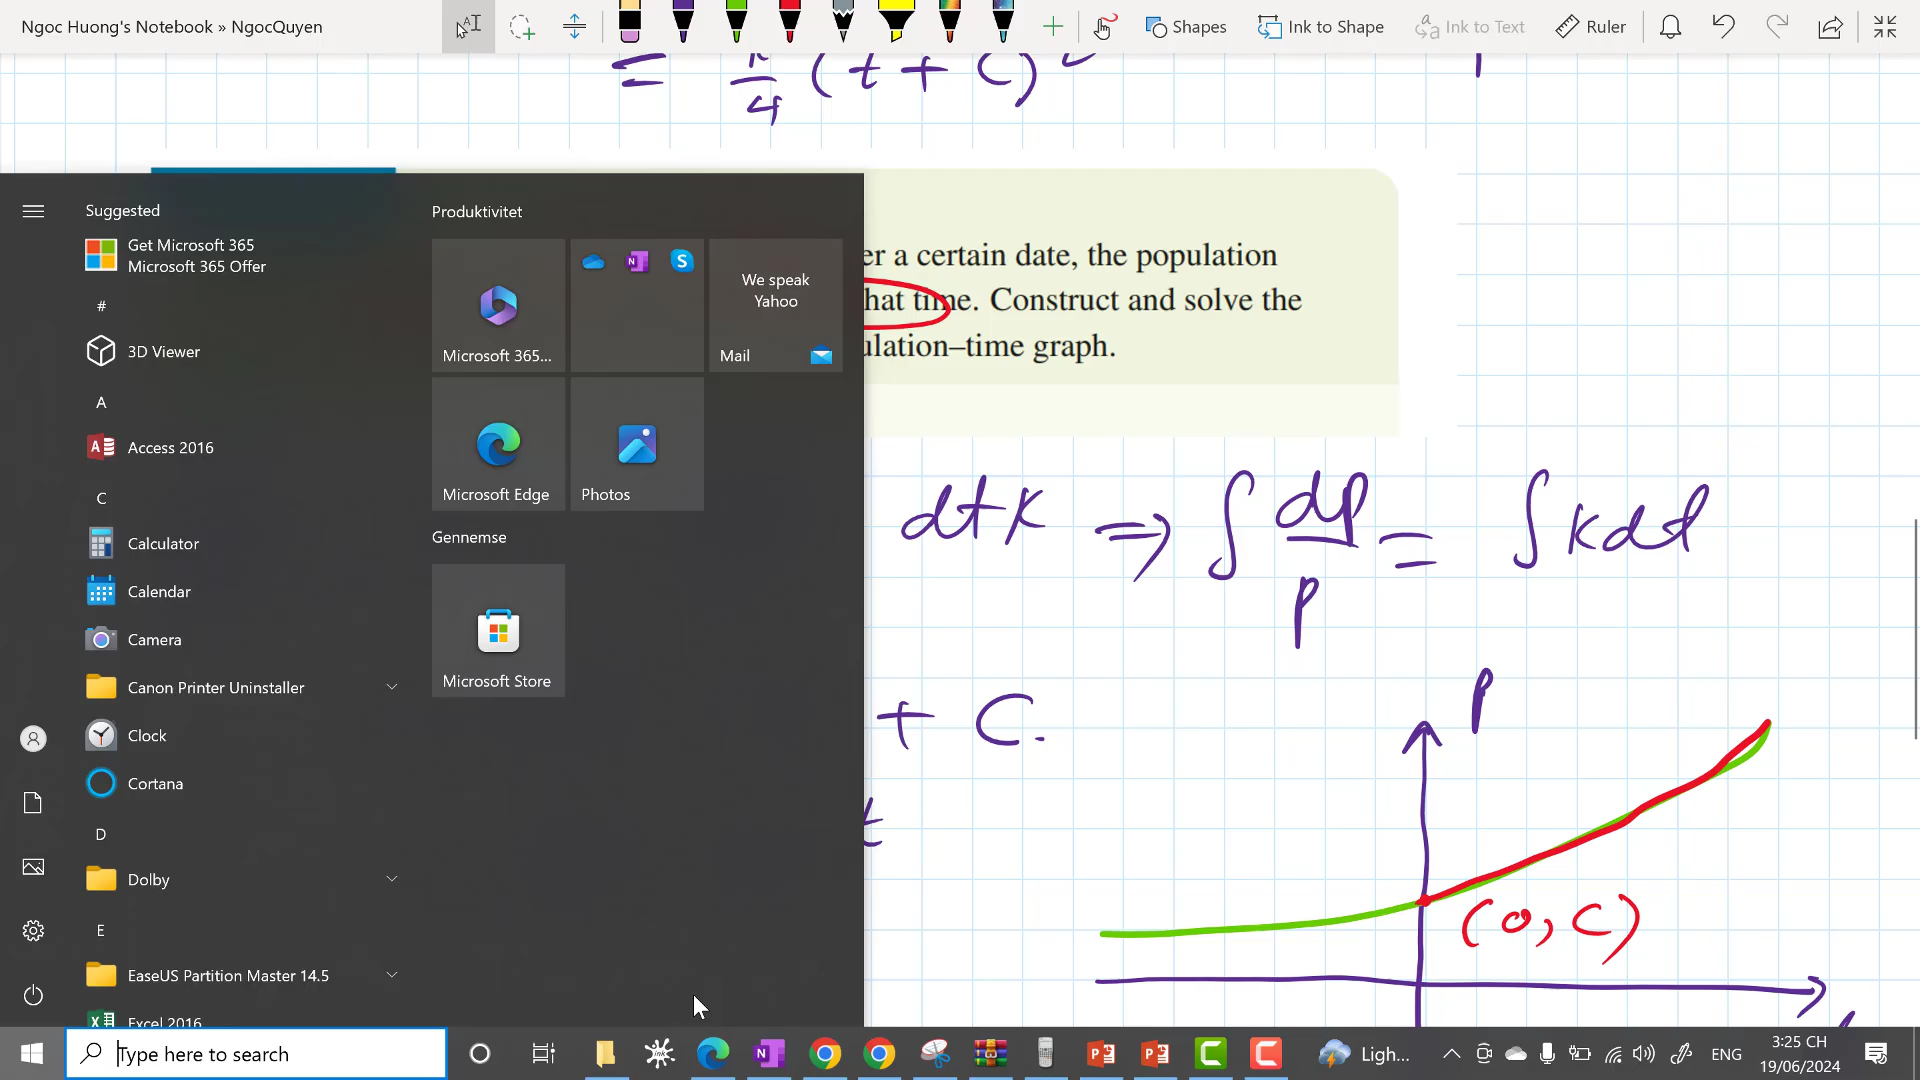 Ngoc Huong's Notebook » NgocQuyen
Shapes
Ink to Shape
Ink to Text
Ruler
= π/4 (t + C)²
er a certain date, the population
hat time. Construct and solve the
ulation–time graph.
dtk ⇒ ∫ dp/p = ∫ kdt
+ C.
t
P
(0, C)
Suggested
Get Microsoft 365
Microsoft 365 Offer
#
3D Viewer
A
Access 2016
C
Calculator
Calendar
Camera
Canon Printer Uninstaller
Clock
Cortana
D
Dolby
E
EaseUS Partition Master 14.5
Excel 2016
Produktivitet
Microsoft 365...
We speak
Yahoo
Mail
Microsoft Edge
Photos
Gennemse
Microsoft Store
Type here to search
Ligh...
ENG
3:25 CH
19/06/2024